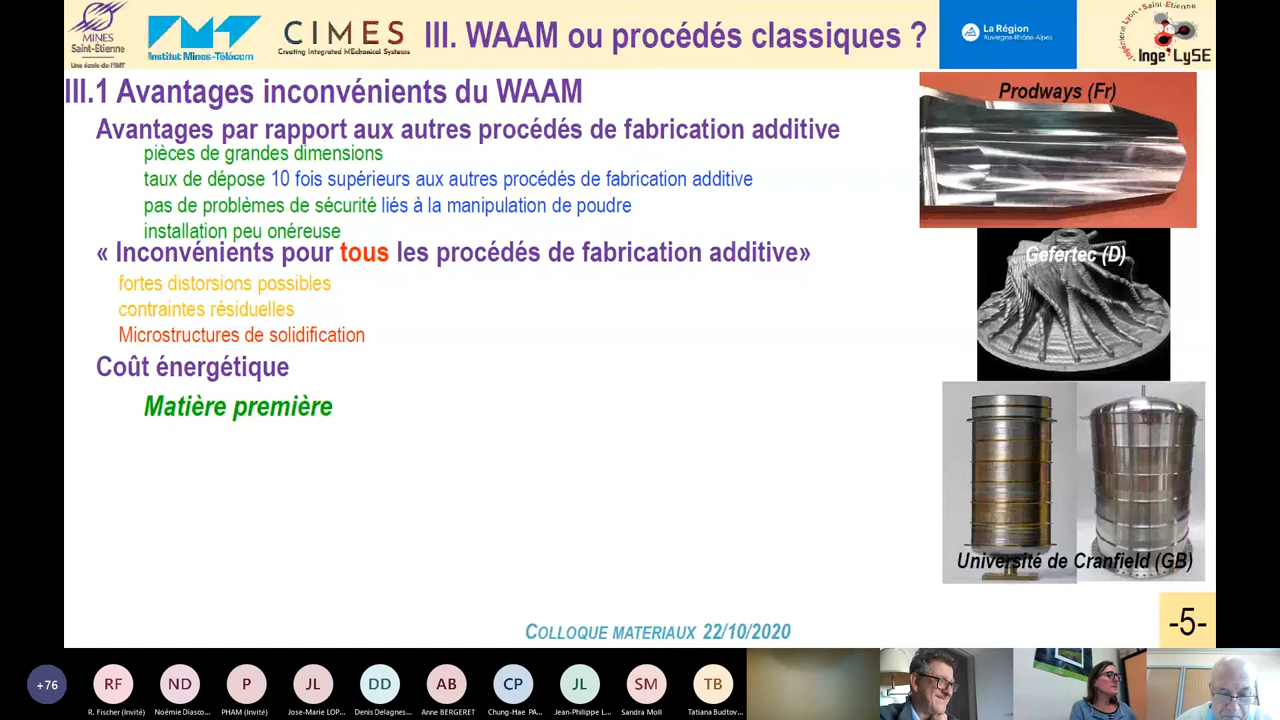 MINES
Saint-Étienne
Une école de l'IMT
Institut Mines-Télécom
CIMES
Creating Integrated MEchanical Systems
III. WAAM ou procédés classiques ?
La Région
Auvergne-Rhône-Alpes
Ingénierie Lyon - Saint-Etienne
Inge'LySE
III.1 Avantages inconvénients du WAAM
Avantages par rapport aux autres procédés de fabrication additive
pièces de grandes dimensions
taux de dépose 10 fois supérieurs aux autres procédés de fabrication additive
pas de problèmes de sécurité liés à la manipulation de poudre
installation peu onéreuse
« Inconvénients pour tous les procédés de fabrication additive»
fortes distorsions possibles
contraintes résiduelles
Microstructures de solidification
Coût énergétique
Matière première
Prodways (Fr)
Gefertec (D)
Université de Cranfield (GB)
COLLOQUE MATERIAUX 22/10/2020
-5-
+76
RF
ND
P
JL
DD
AB
CP
JL
SM
TB
R. Fischer (Invité)
Noémie Diasco...
PHAM (Invité)
Jose-Marie LOP...
Denis Delagnes...
Anne BERGERET
Chung-Hae PA...
Jean-Philippe L...
Sandra Moll
Tatiana Budtov...